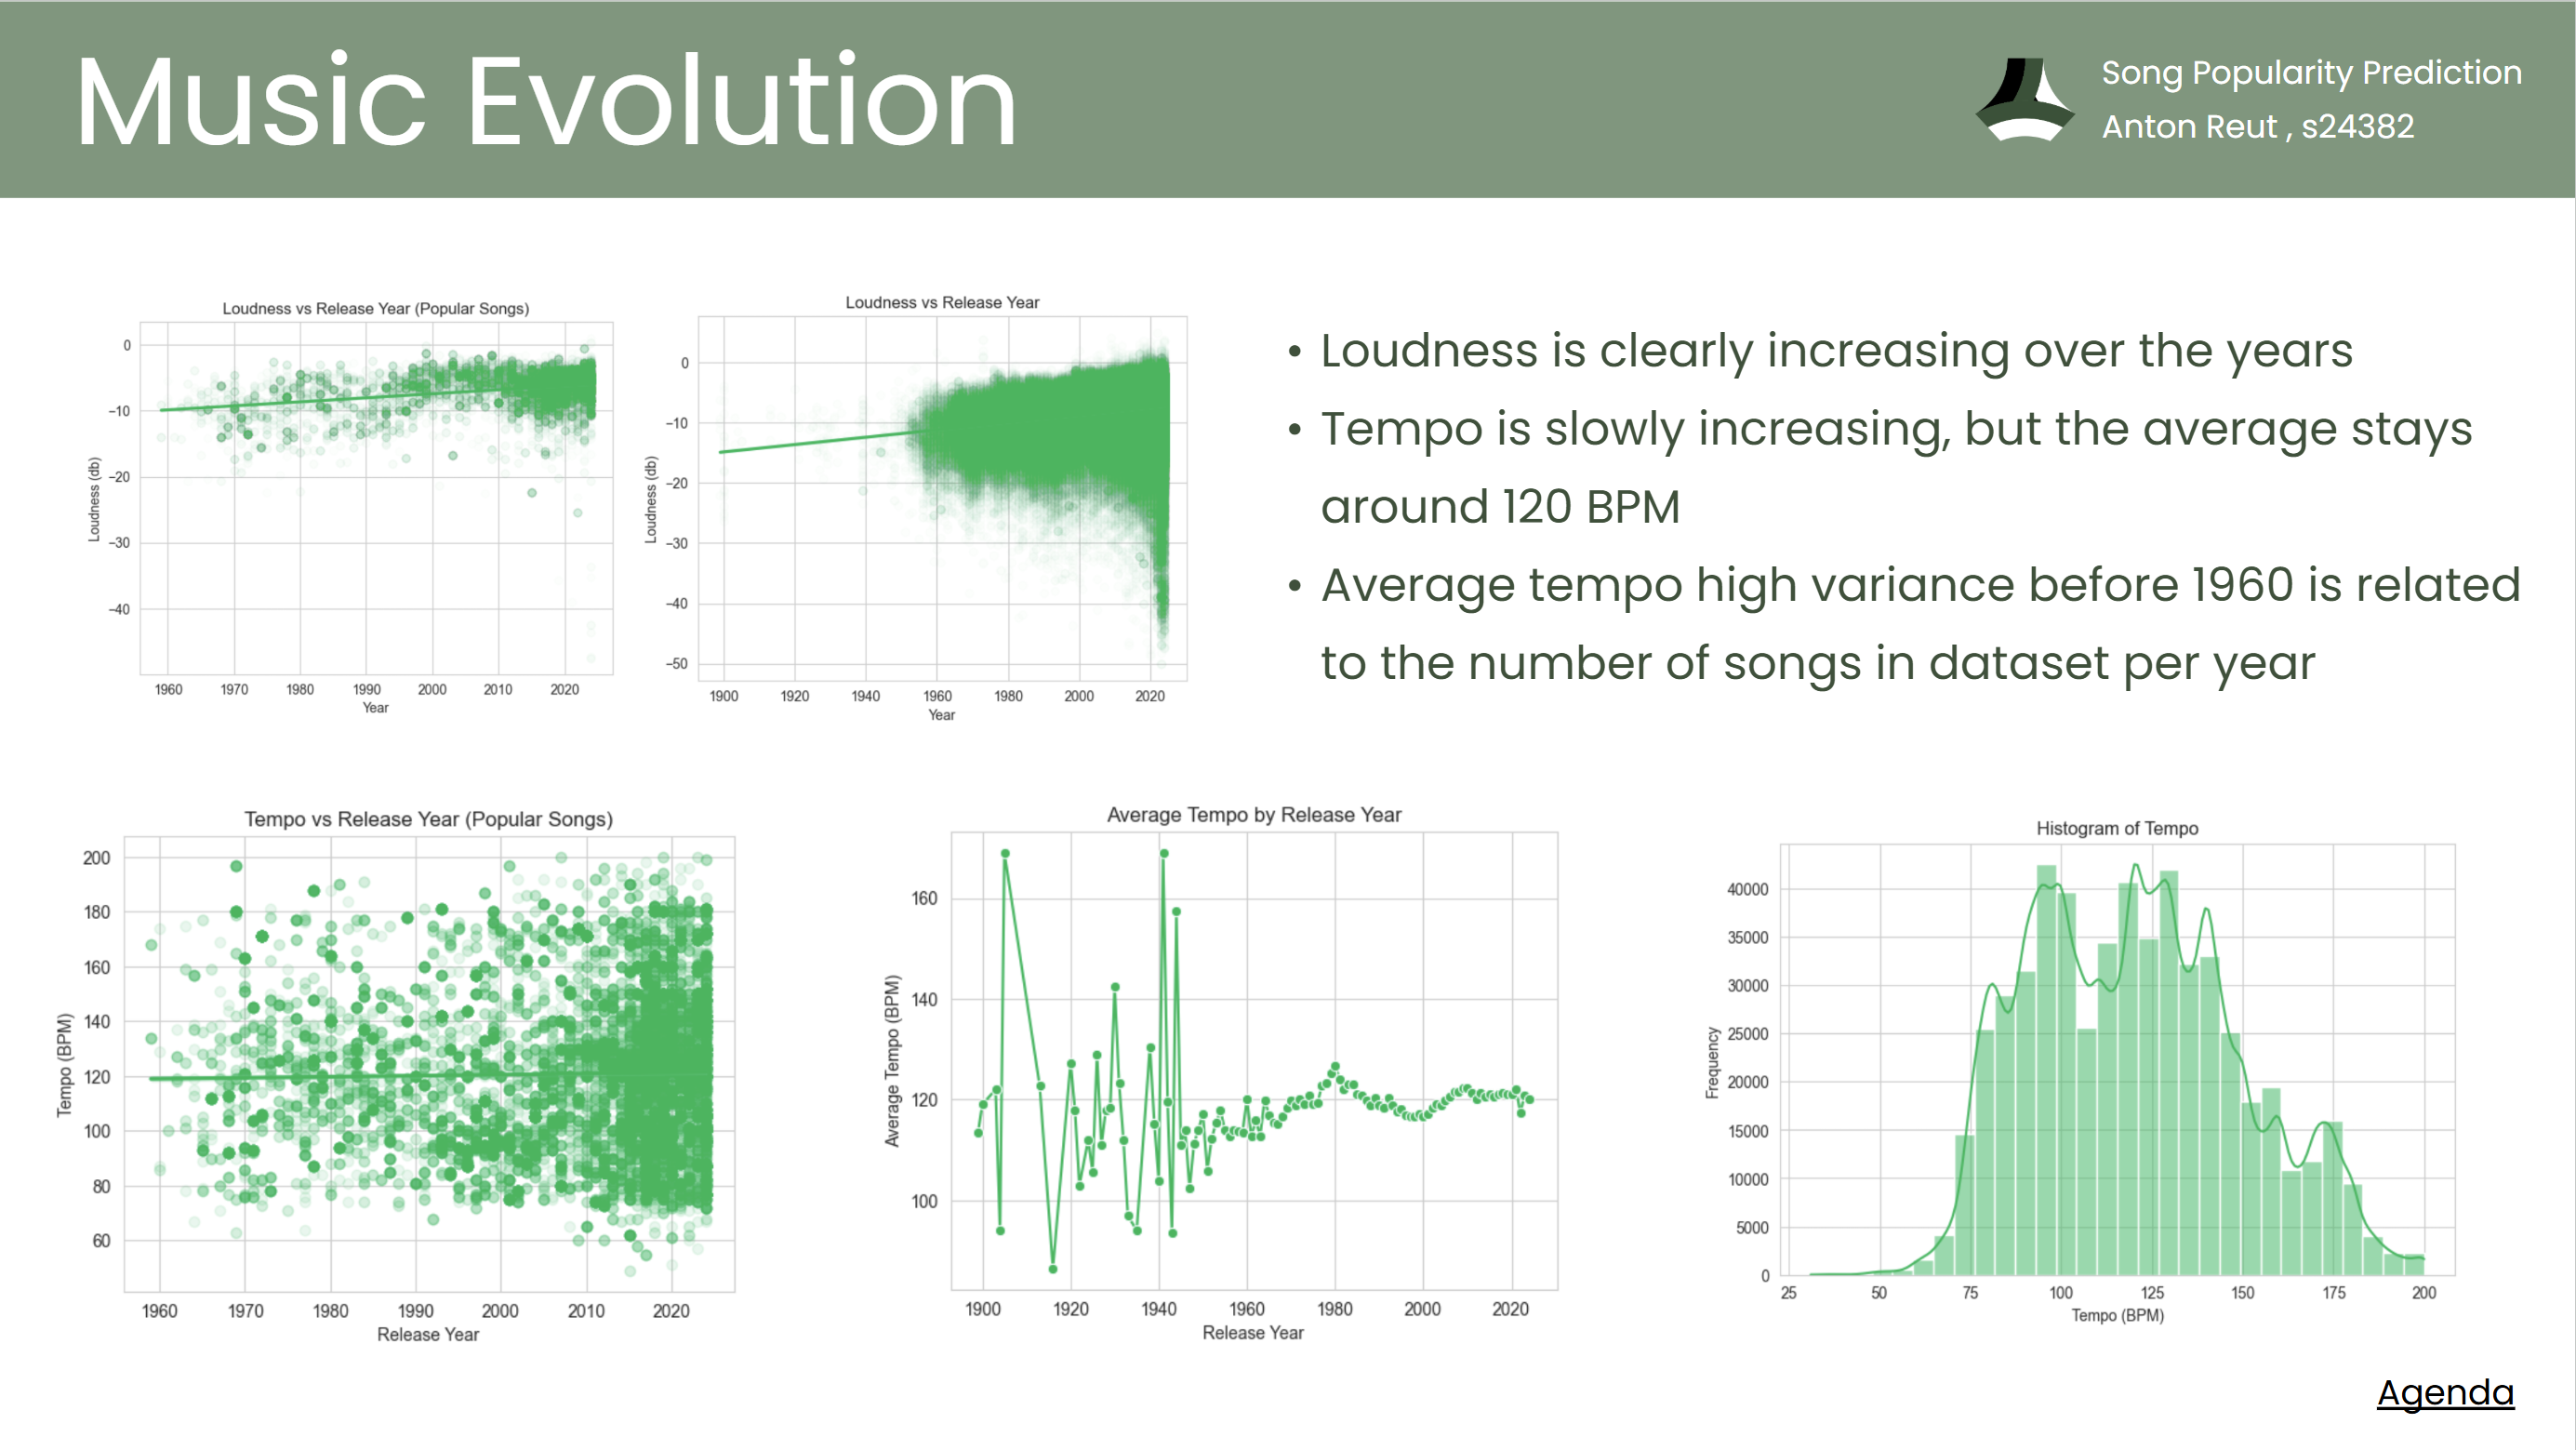 Music Evolution
Song Popularity Prediction
Anton Reut , s24382
Loudness vs Release Year (Popular Songs)
0
−10
−20
−30
−40
Loudness (db)
1960 1970 1980 1990 2000 2010 2020
Year
Loudness vs Release Year
0
−10
−20
−30
−40
−50
Loudness (db)
1900 1920 1940 1960 1980 2000 2020
Year
• Loudness is clearly increasing over the years
• Tempo is slowly increasing, but the average stays
around 120 BPM
• Average tempo high variance before 1960 is related
to the number of songs in dataset per year
Tempo vs Release Year (Popular Songs)
200
180
160
140
120
100
80
60
Tempo (BPM)
1960 1970 1980 1990 2000 2010 2020
Release Year
Average Tempo by Release Year
160
140
120
100
Average Tempo (BPM)
1900 1920 1940 1960 1980 2000 2020
Release Year
Histogram of Tempo
40000
35000
30000
25000
20000
15000
10000
5000
0
Frequency
25 50 75 100 125 150 175 200
Tempo (BPM)
Agenda